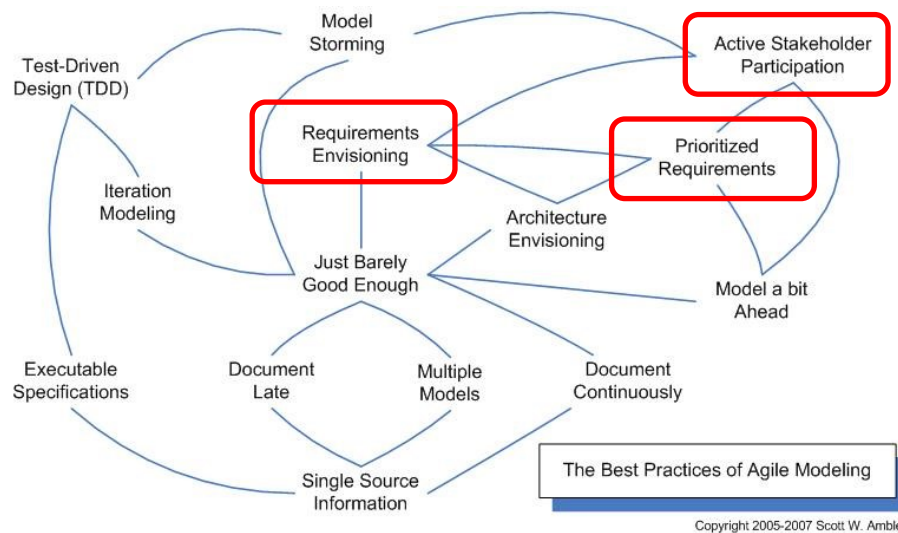 Model
Storming
Active Stakeholder
Participation
Test-Driven
Design (TDD)
Requirements
Envisioning
Prioritized
Requirements
Iteration
Modeling
Architecture
Envisioning
Just Barely
Good Enough
Model a bit
Ahead
Executable
Specifications
Document
Late
Multiple
Models
Document
Continuously
Single Source
Information
The Best Practices of Agile Modeling
Copyright 2005-2007 Scott W. Amble